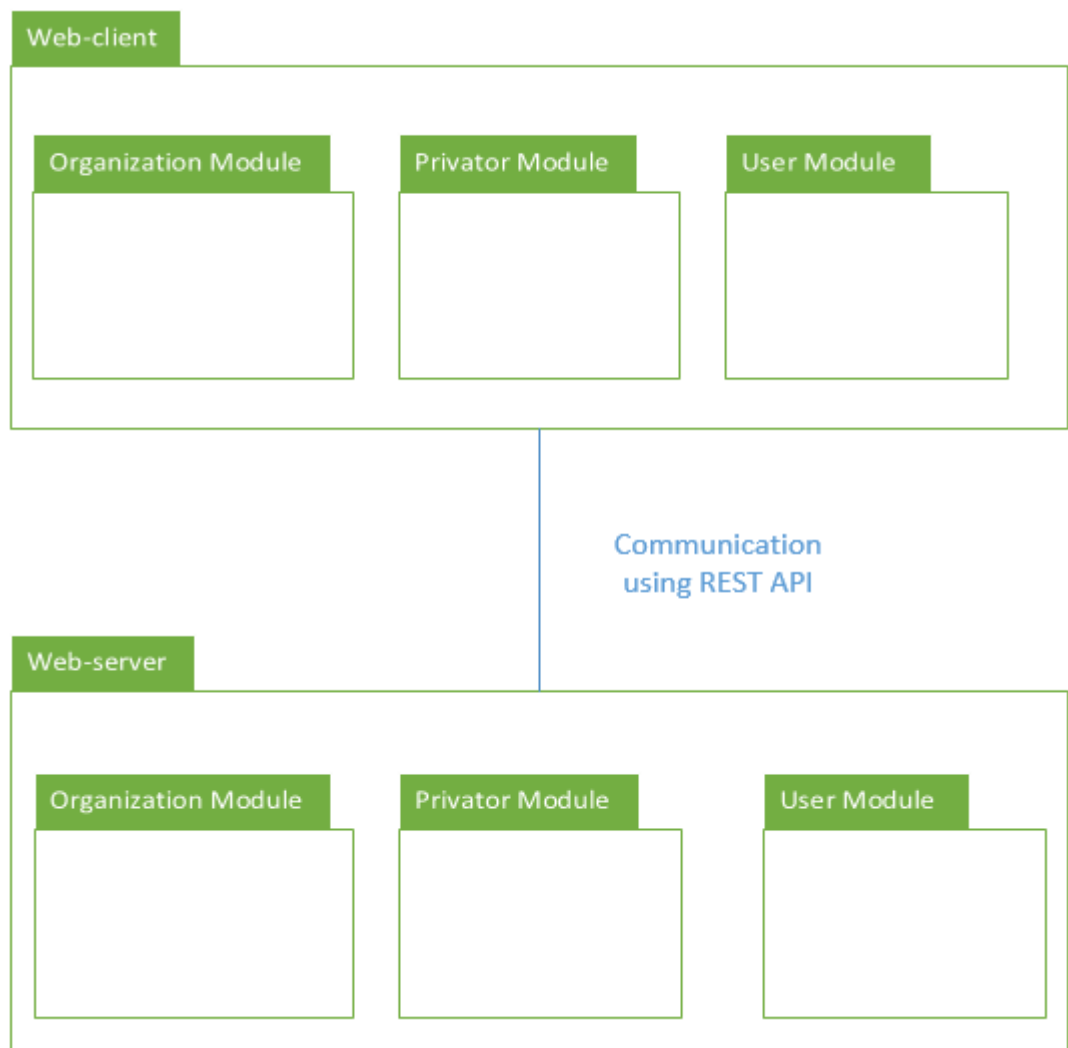 Web-client
Organization Module
Privator Module
User Module
Communication
using REST API
Web-server
Organization Module
Privator Module
User Module